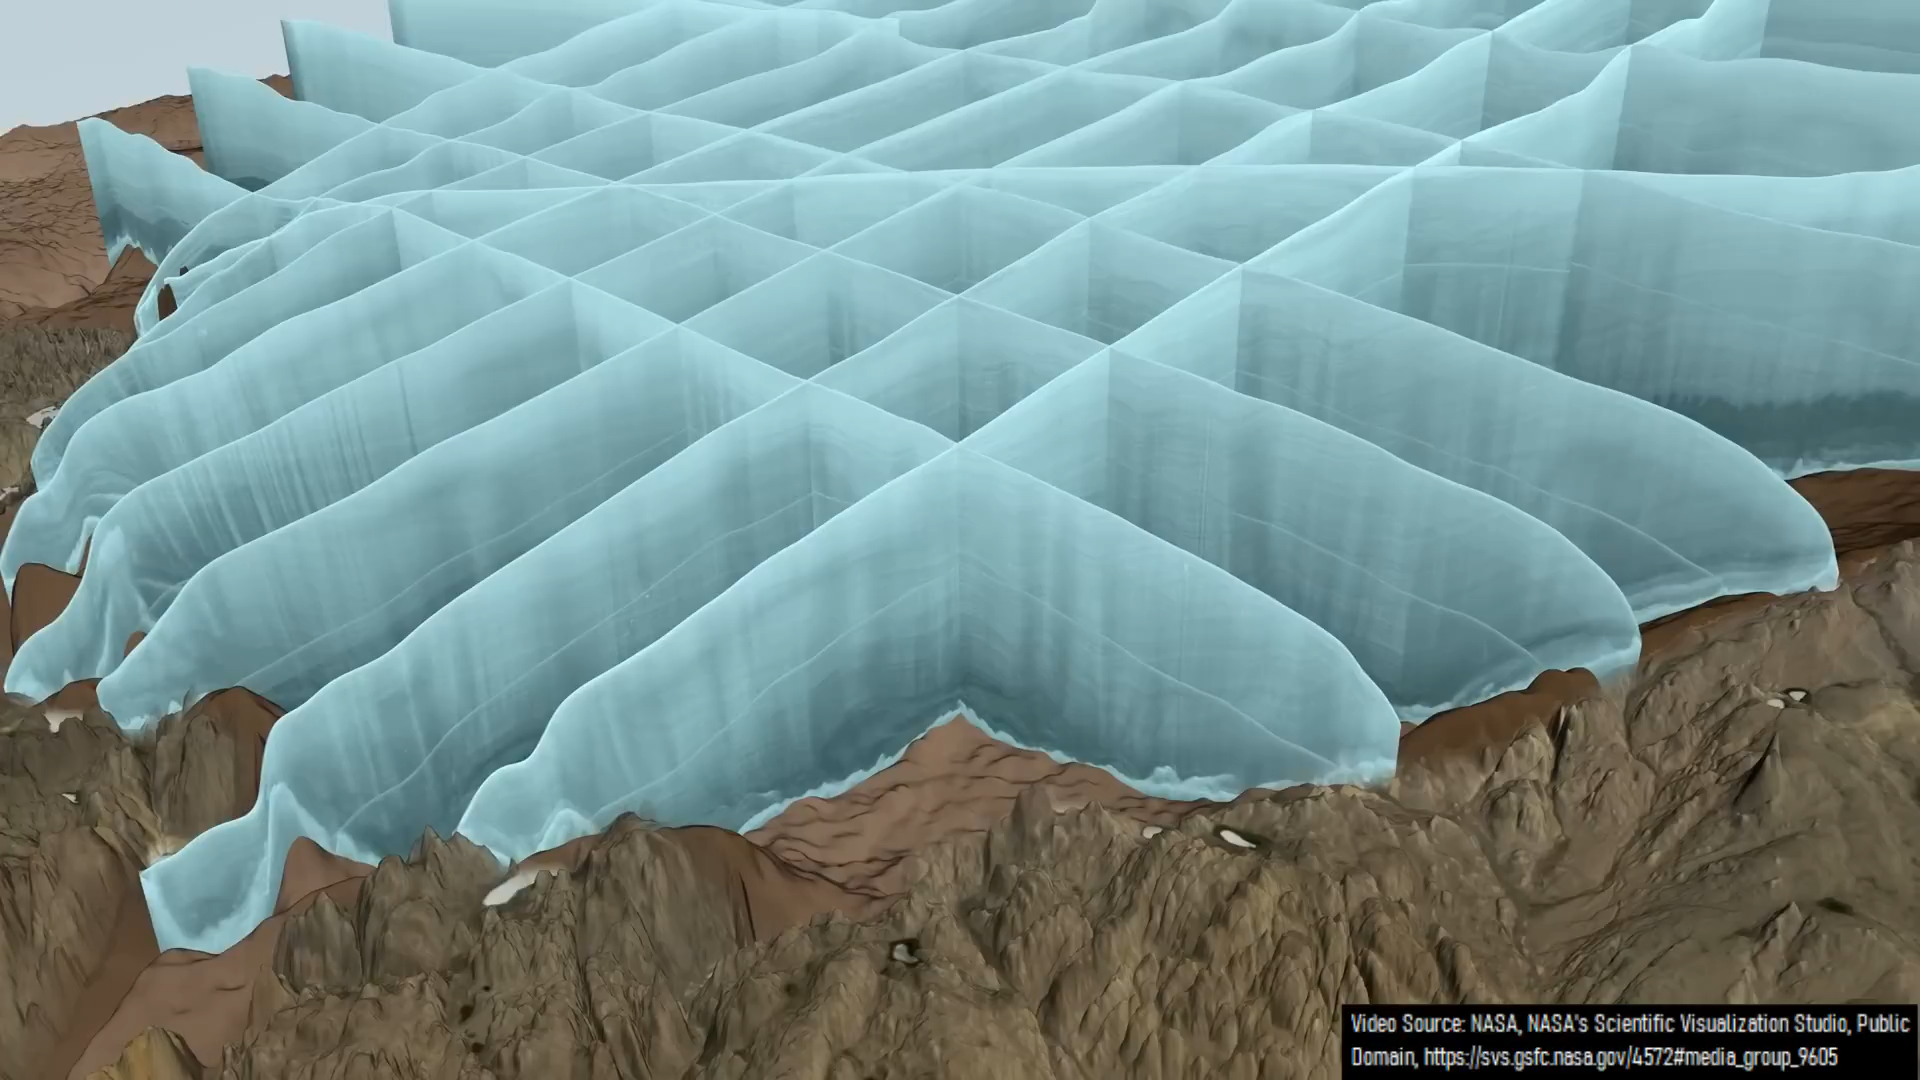 Video Source: NASA, NASA's Scientific Visualization Studio, Public
Domain, https://svs.gsfc.nasa.gov/4572#media_group_9605